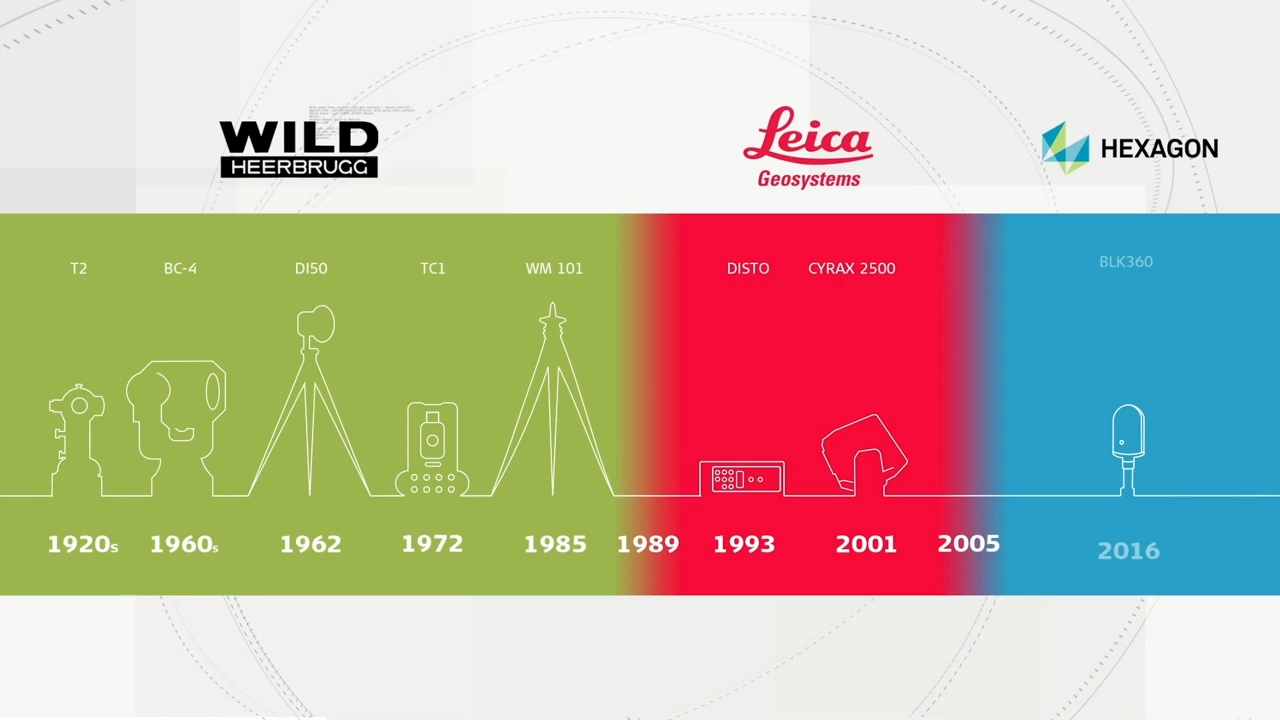 WILD
HEERBRUGG
Leica
Geosystems
HEXAGON
T2
BC-4
DI50
TC1
WM 101
DISTO
CYRAX 2500
BLK360
1920s
1960s
1962
1972
1985
1989
1993
2001
2005
2016